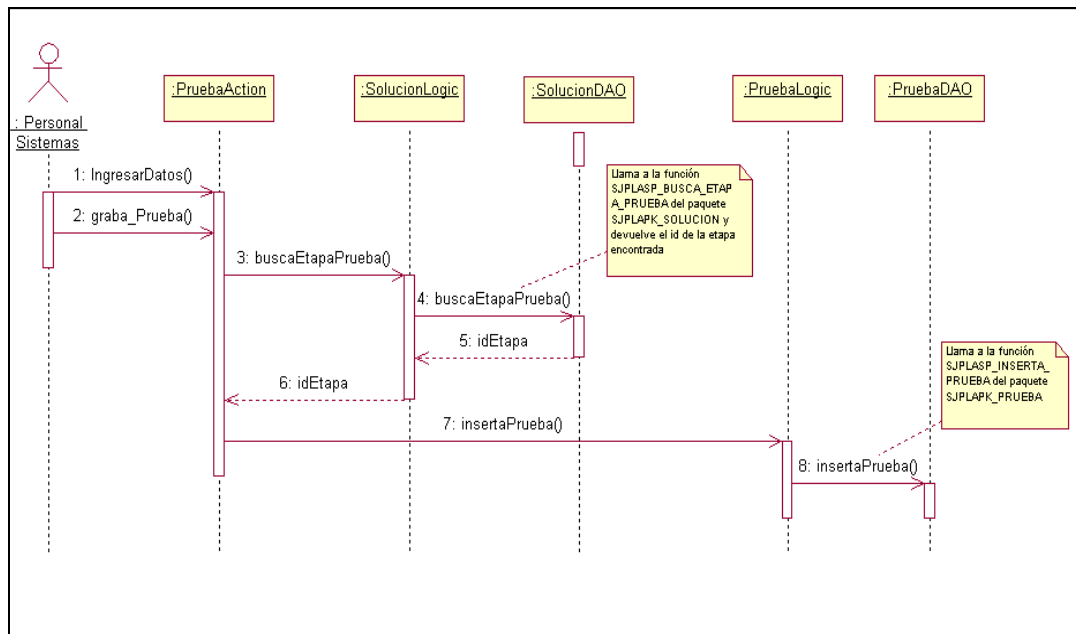 :PruebaAction
:SolucionLogic
:SolucionDAO
:PruebaLogic
:PruebaDAO
: Personal
Sistemas
1: IngresarDatos()
2: graba_Prueba()
3: buscaEtapaPrueba()
4: buscaEtapaPrueba()
5: idEtapa
6: idEtapa
7: insertaPrueba()
8: insertaPrueba()
Llama a la función
SJPLASP_BUSCA_ETAP
A_PRUEBA del paquete
SJPLAPK_SOLUCION y
devuelve el id de la etapa
encontrada
Llama a la función
SJPLASP_INSERTA_
PRUEBA del paquete
SJPLAPK_PRUEBA